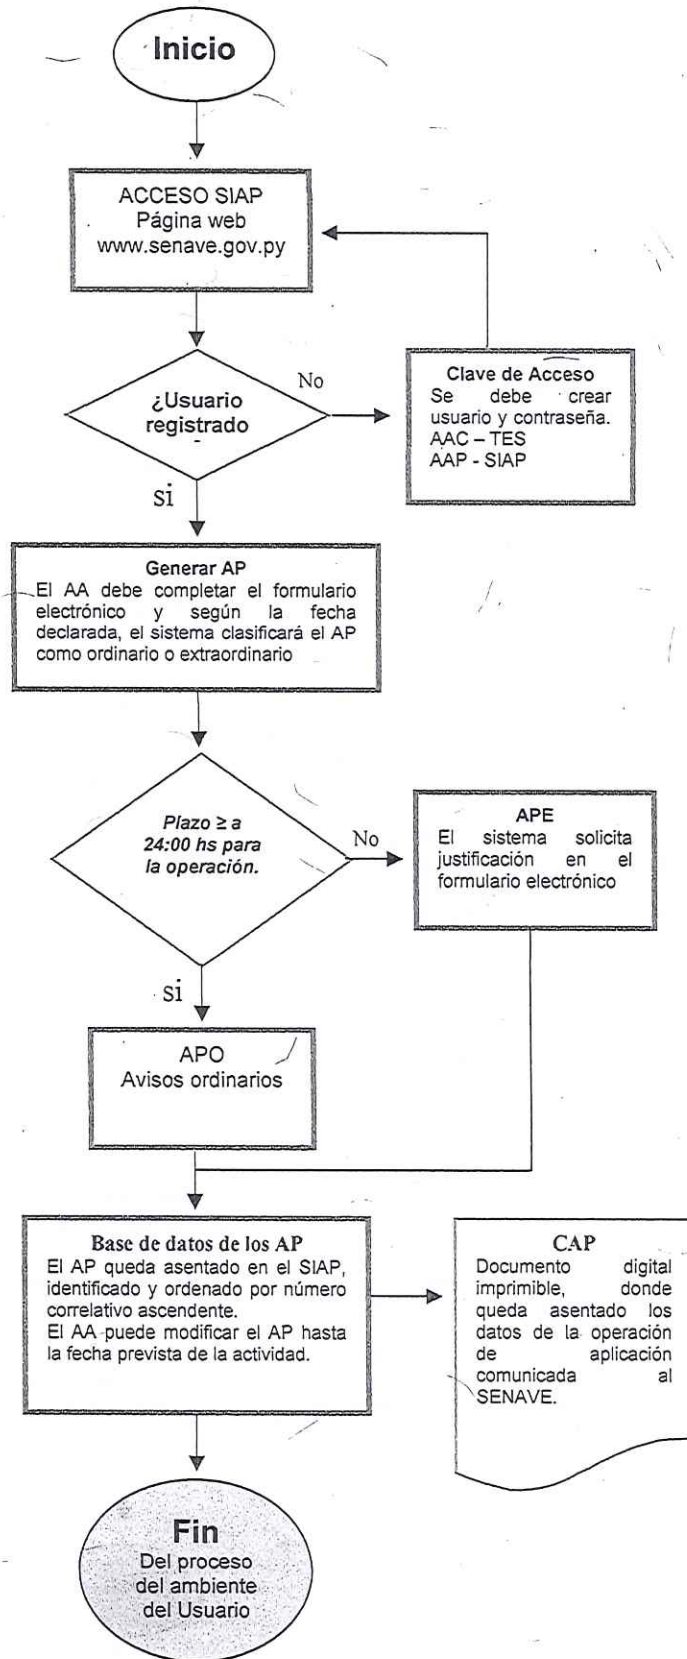 Inicio
ACCESO SIAP
Página web
www.senave.gov.py
¿Usuario
registrado
No
Clave de Acceso
Se debe crear
usuario y contraseña.
AAC – TES
AAP - SIAP
si
Generar AP
El AA debe completar el formulario
electrónico y según la fecha
declarada, el sistema clasificará el AP
como ordinario o extraordinario
Plazo ≥ a
24:00 hs para
la operación.
No
APE
El sistema solicita
justificación en el
formulario electrónico
si
APO
Avisos ordinarios
Base de datos de los AP
El AP queda asentado en el SIAP,
identificado y ordenado por número
correlativo ascendente.
El AA puede modificar el AP hasta
la fecha prevista de la actividad.
CAP
Documento digital
imprimible, donde
queda asentado los
datos de la operación
de aplicación
comunicada al
SENAVE.
Fin
Del proceso
del ambiente
del Usuario